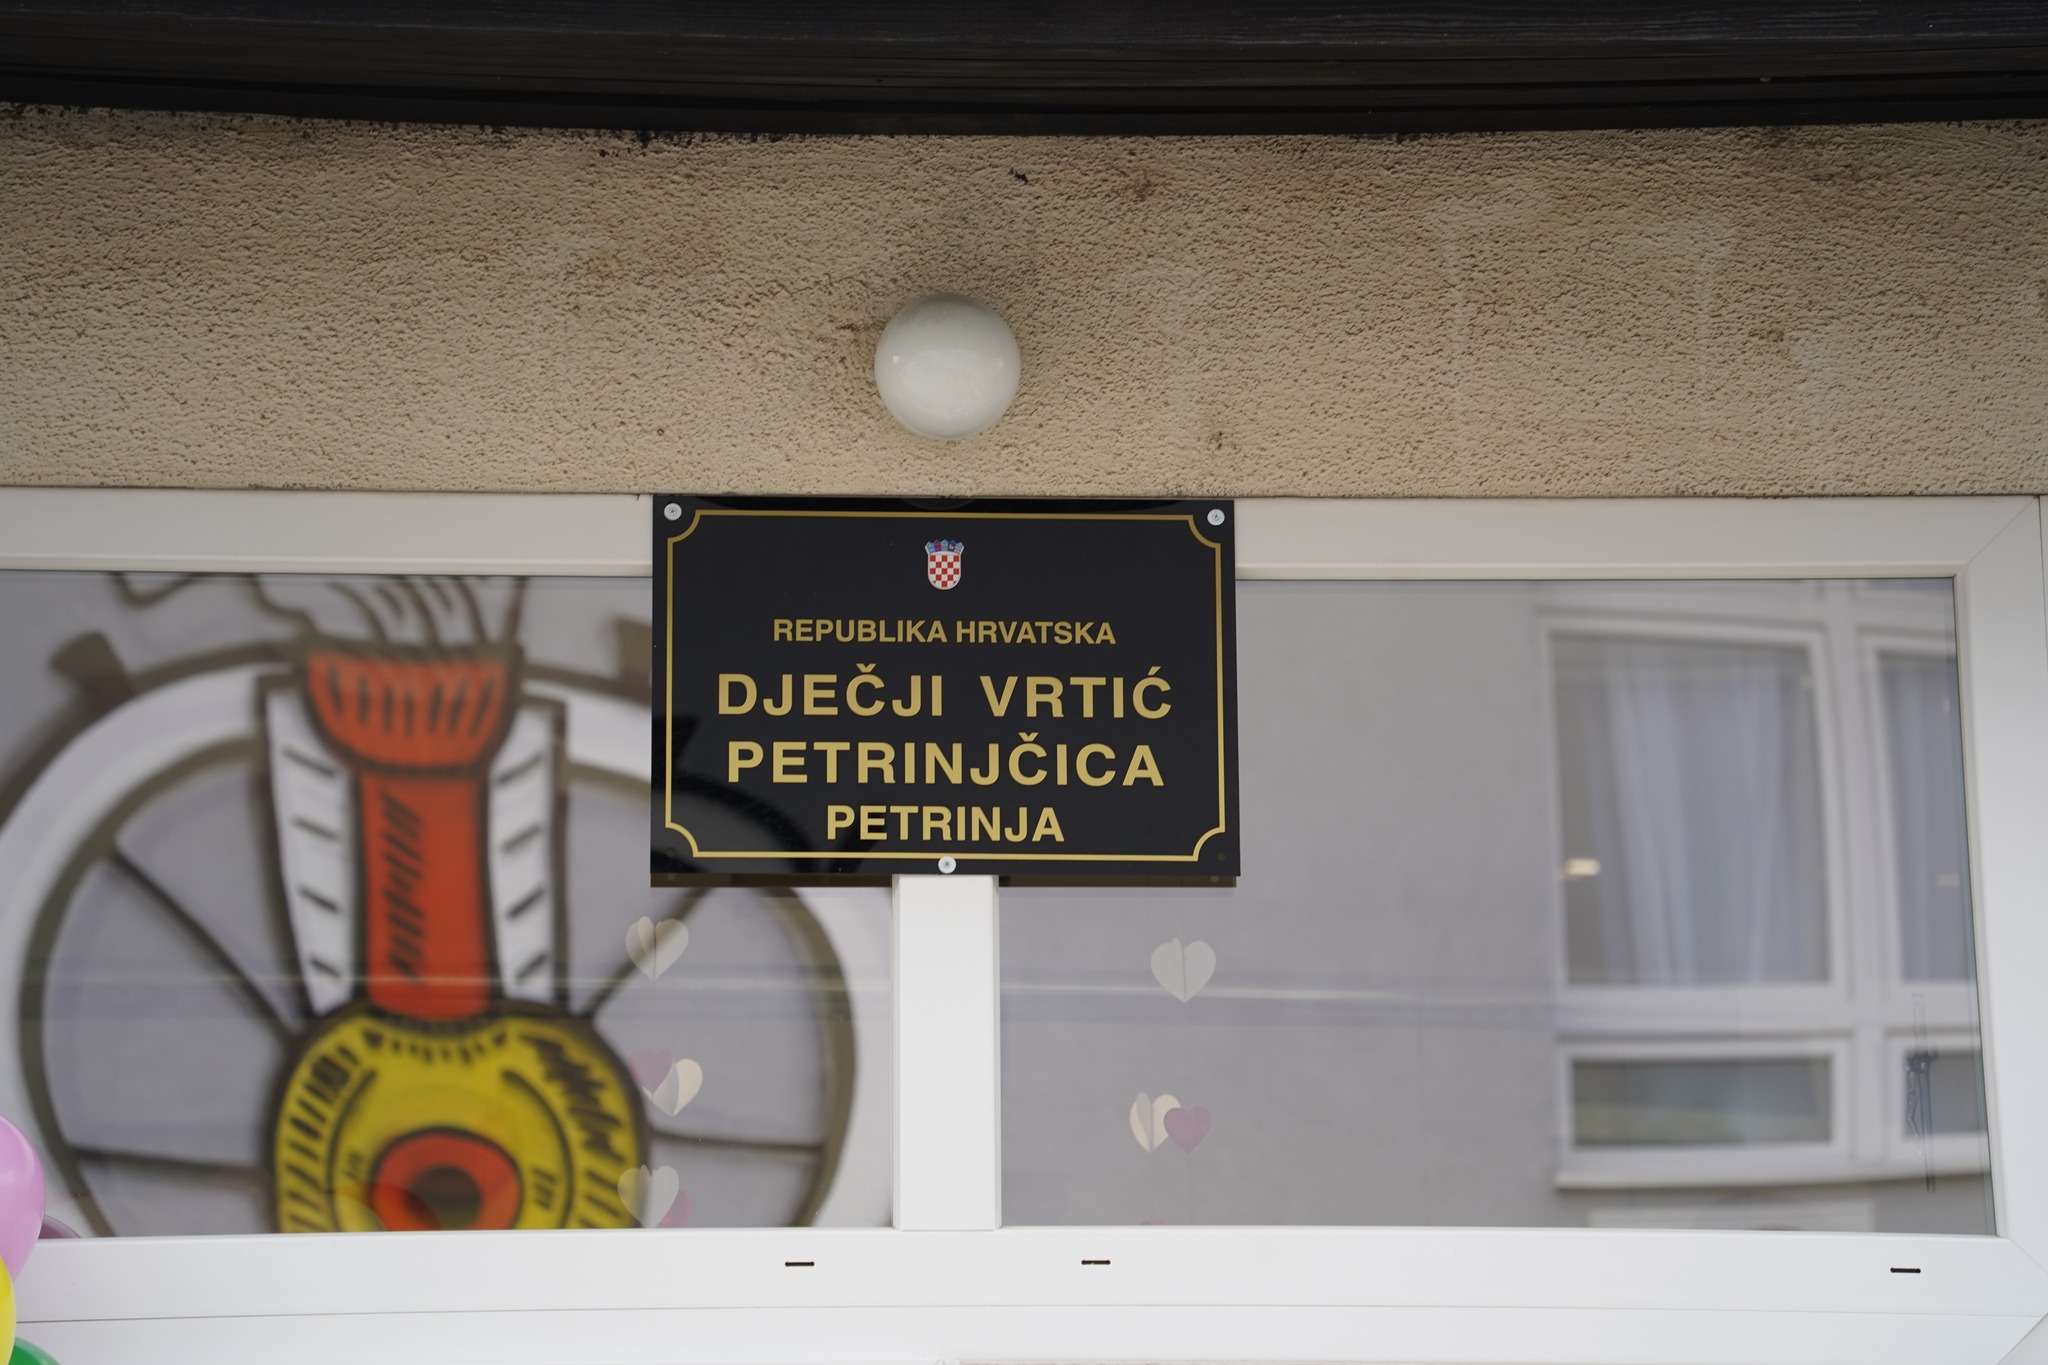 REPUBLIKA HRVATSKA
DJEČJI VRTIĆ
PETRINJČICA
PETRINJA